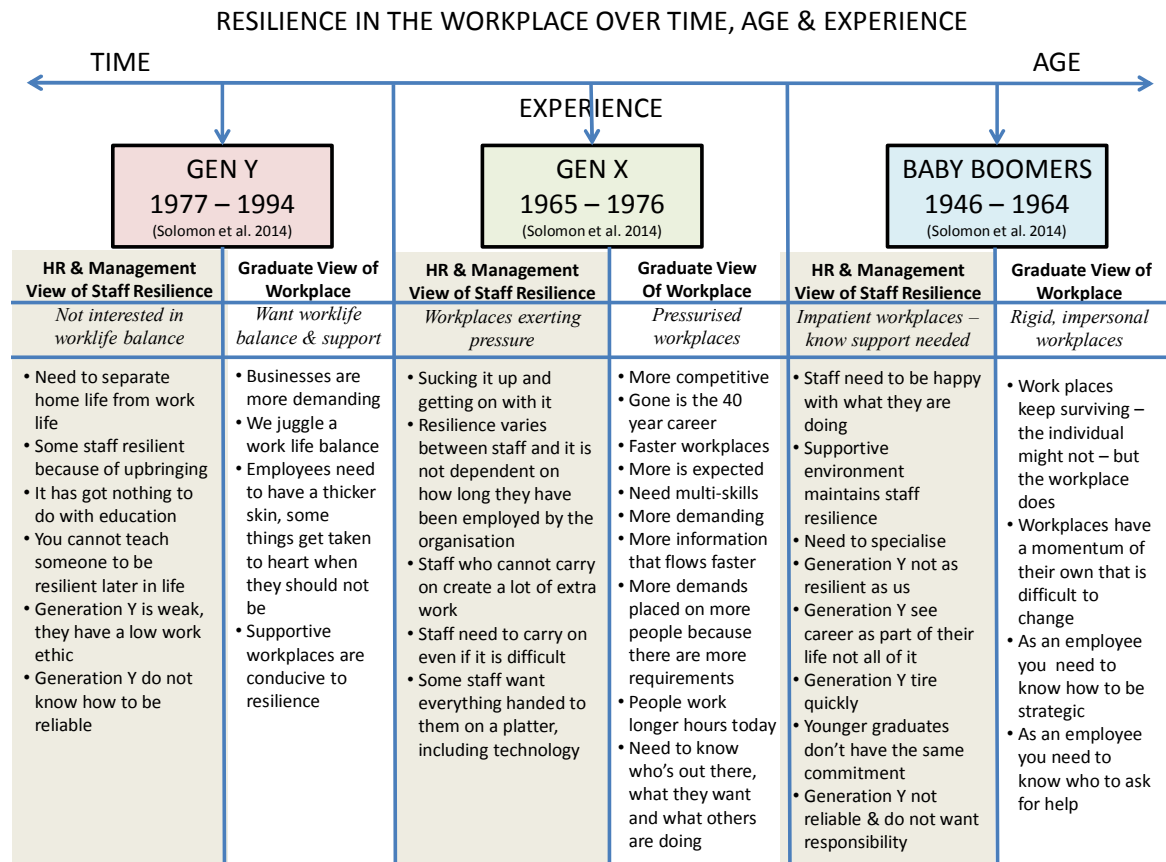 RESILIENCE IN THE WORKPLACE OVER TIME, AGE & EXPERIENCE
TIME
AGE
EXPERIENCE
GEN Y
1977 – 1994
(Solomon et al. 2014)
GEN X
1965 – 1976
(Solomon et al. 2014)
BABY BOOMERS
1946 – 1964
(Solomon et al. 2014)
HR & Management
View of Staff Resilience
Not interested in
worklife balance
• Need to separate
home life from work
life
• Some staff resilient
because of upbringing
• It has got nothing to
do with education
• You cannot teach
someone to be
resilient later in life
• Generation Y is weak,
they have a low work
ethic
• Generation Y do not
know how to be
reliable
Graduate View of
Workplace
Want worklife
balance & support
• Businesses are
more demanding
• We juggle a
work life balance
• Employees need
to have a thicker
skin, some
things get taken
to heart when
they should not
be
• Supportive
workplaces are
conducive to
resilience
HR & Management
View of Staff Resilience
Workplaces exerting
pressure
• Sucking it up and
getting on with it
• Resilience varies
between staff and it is
not dependent on
how long they have
been employed by the
organisation
• Staff who cannot carry
on create a lot of extra
work
• Staff need to carry on
even if it is difficult
• Some staff want
everything handed to
them on a platter,
including technology
Graduate View
Of Workplace
Pressurised
workplaces
• More competitive
• Gone is the 40
year career
• Faster workplaces
• More is expected
• Need multi-skills
• More demanding
• More information
that flows faster
• More demands
placed on more
people because
there are more
requirements
• People work
longer hours today
• Need to know
who's out there,
what they want
and what others
are doing
HR & Management
View of Staff Resilience
Impatient workplaces –
know support needed
• Staff need to be happy
with what they are
doing
• Supportive
environment
maintains staff
resilience
• Need to specialise
• Generation Y not as
resilient as us
• Generation Y see
career as part of their
life not all of it
• Generation Y tire
quickly
• Younger graduates
don't have the same
commitment
• Generation Y not
reliable & do not want
responsibility
Graduate View of
Workplace
Rigid, impersonal
workplaces
• Work places
keep surviving –
the individual
might not – but
the workplace
does
• Workplaces have
a momentum of
their own that is
difficult to
change
• As an employee
you need to
know how to be
strategic
• As an employee
you need to
know who to ask
for help